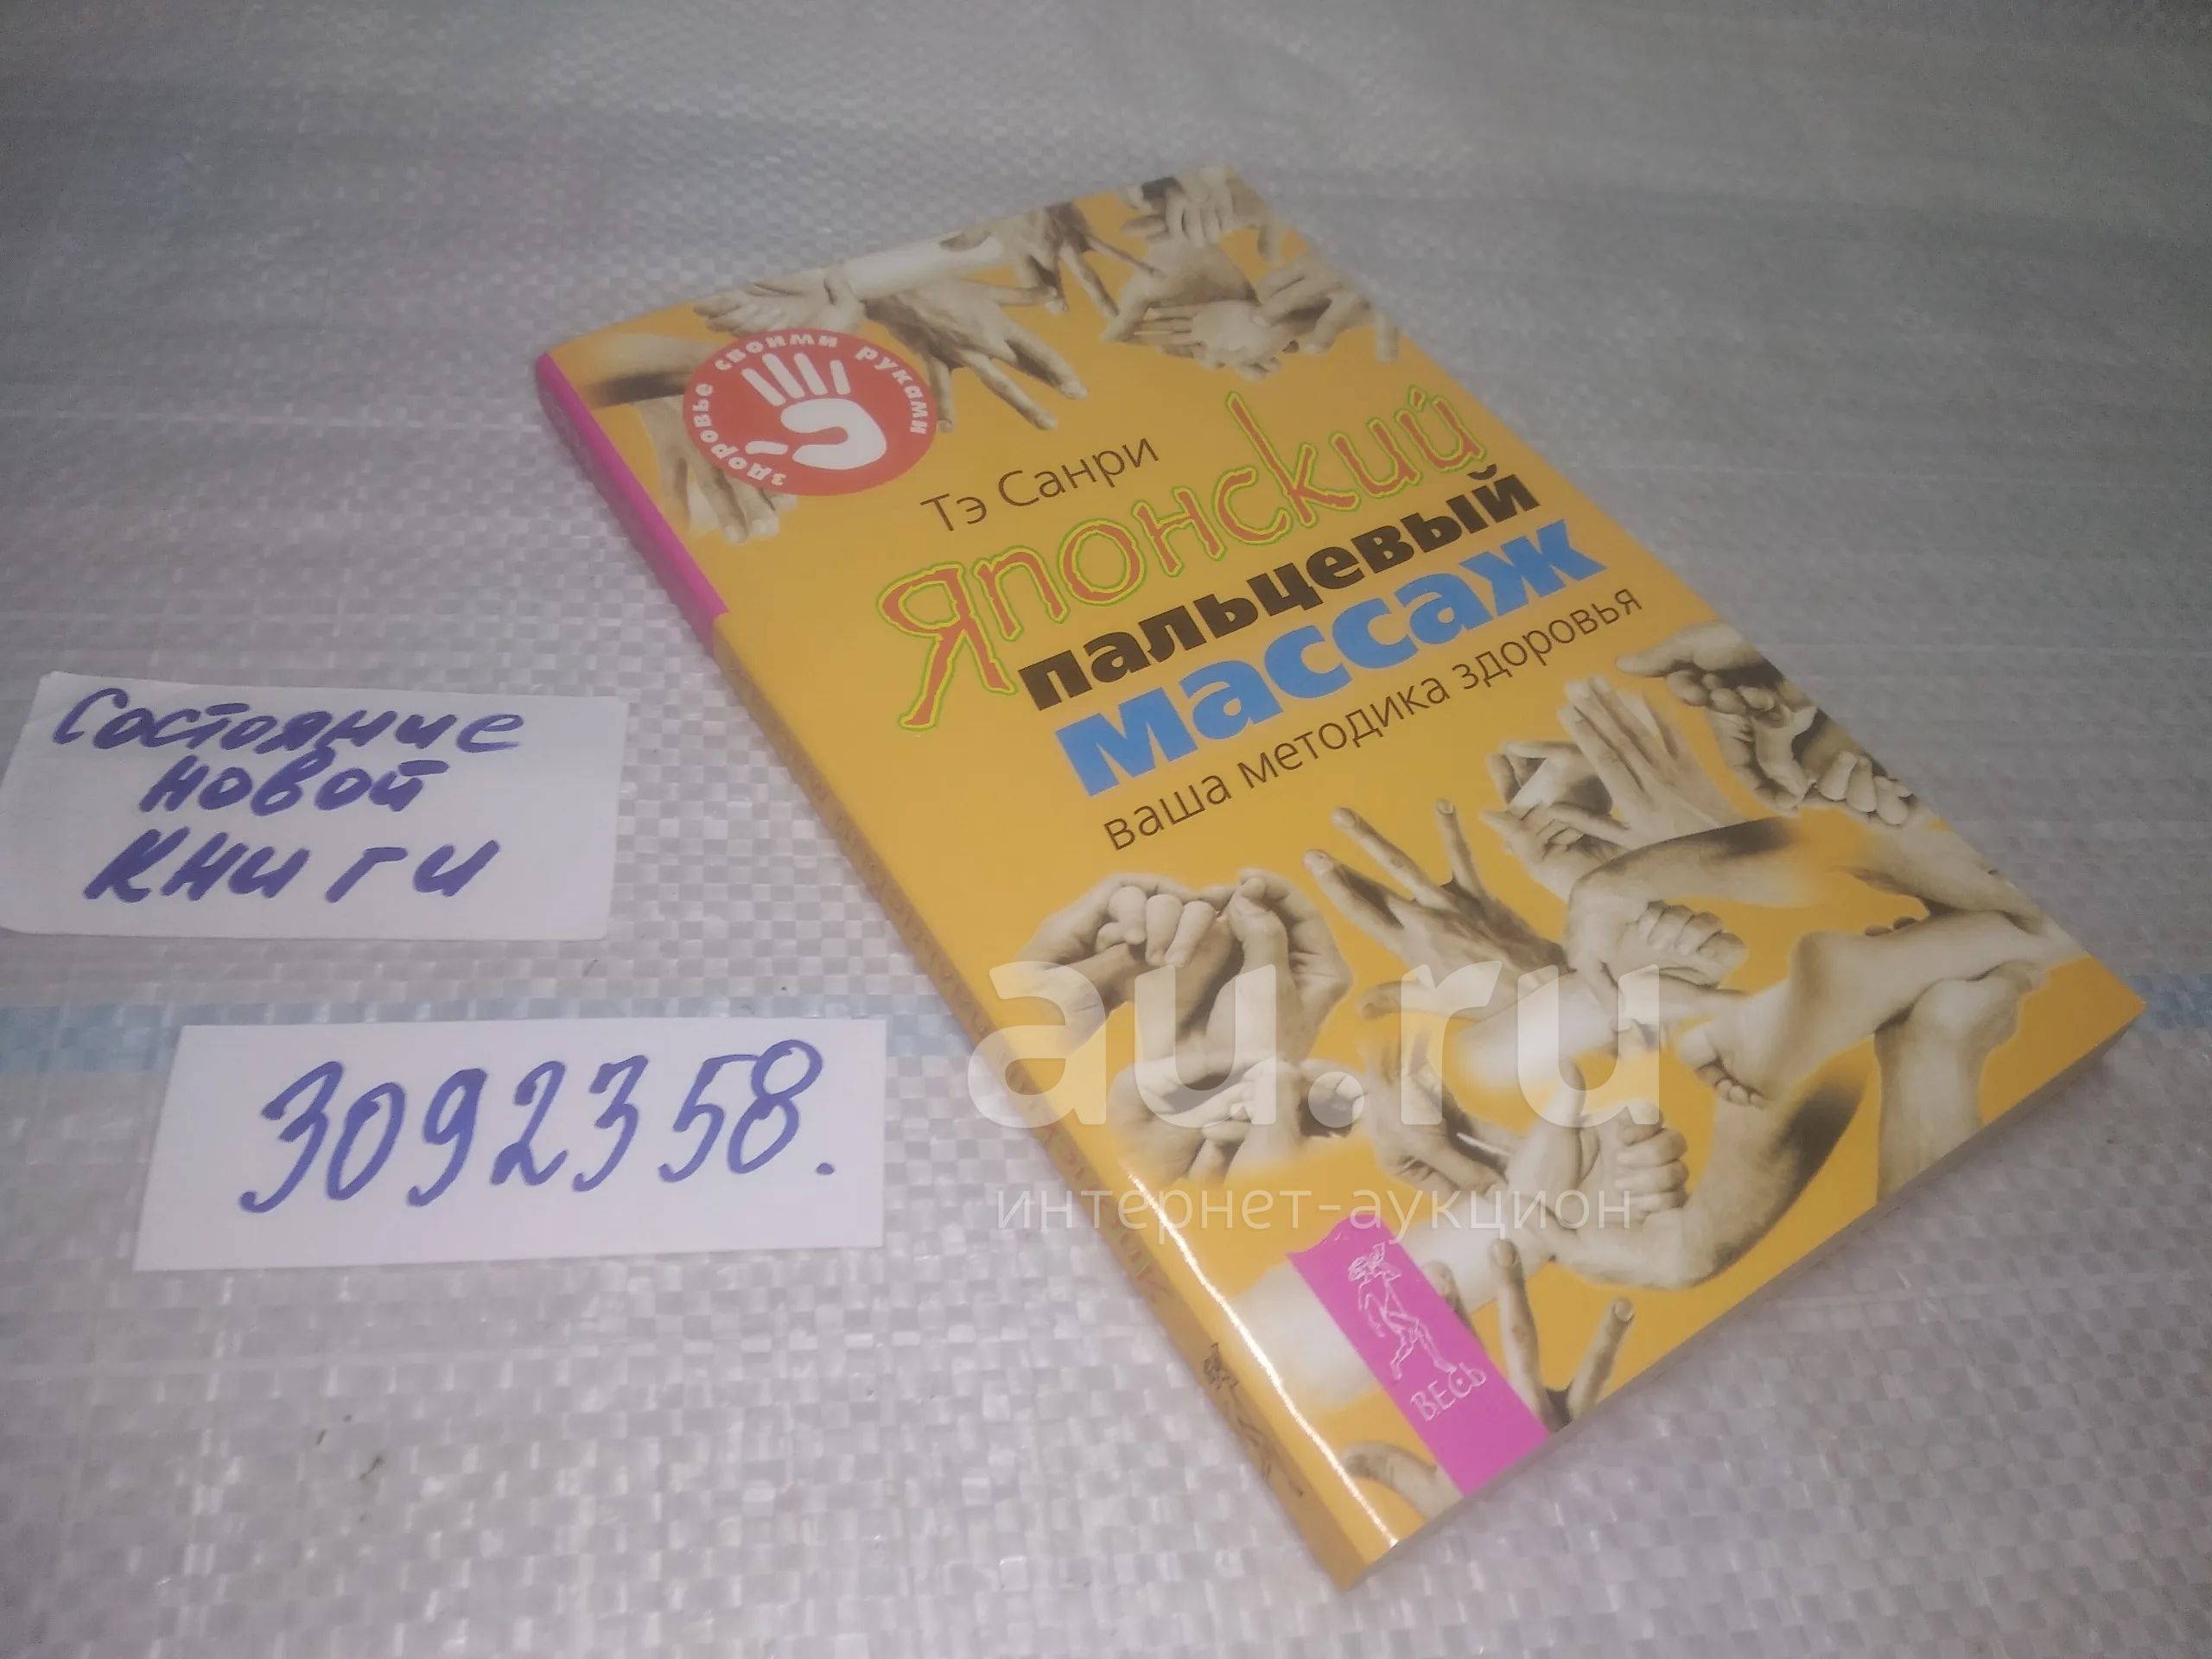 здоровье своими руками
Тэ Санри
Японский
пальцевый
массаж
ваша методика здоровья
Состояние
новой
книги
3092358.
au.ru
интернет-аукцион
ВЕСЬ